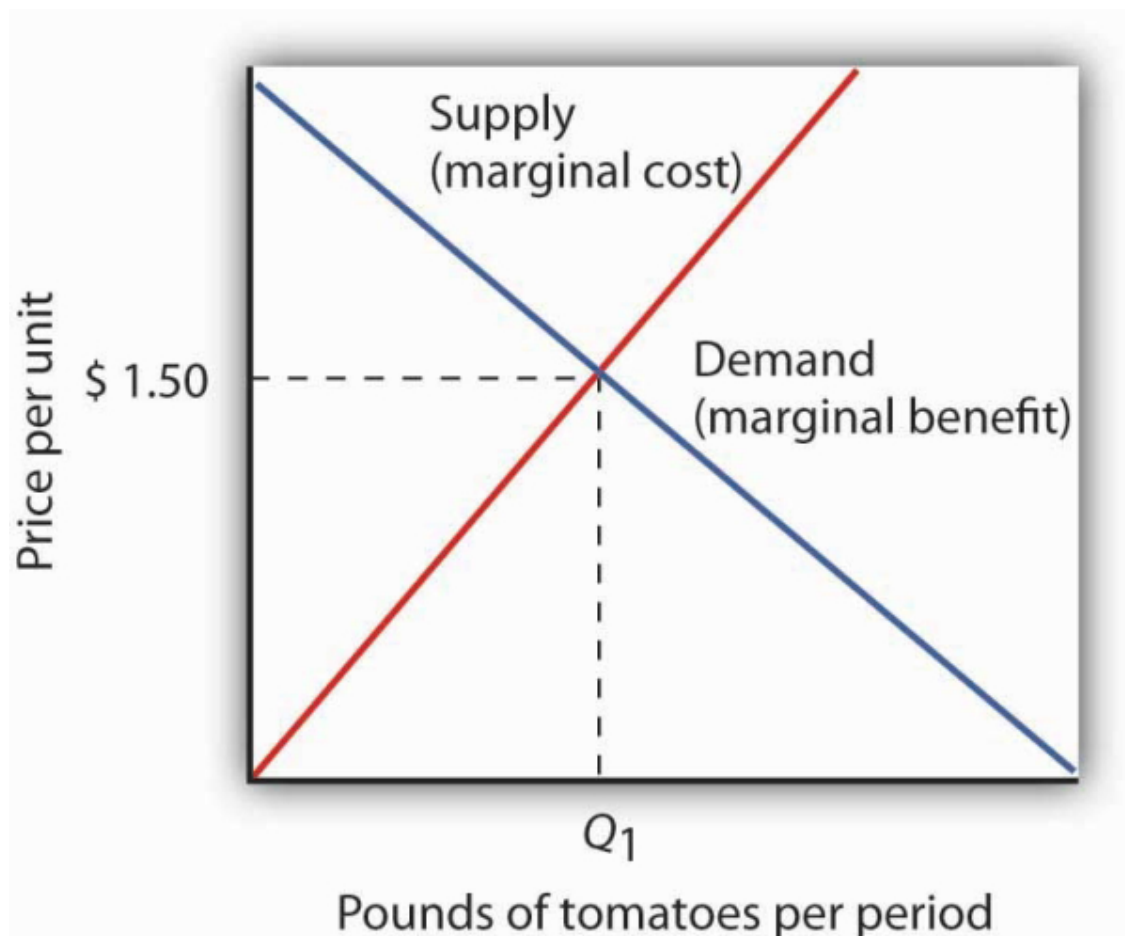 Supply
(marginal cost)
Price per unit
$ 1.50
Demand
(marginal benefit)
Q1
Pounds of tomatoes per period